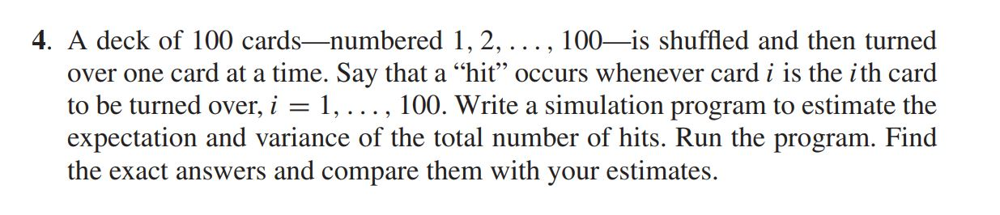 4. A deck of 100 cards—numbered 1, 2, . . . , 100—is shuffled and then turned
over one card at a time. Say that a “hit” occurs whenever card i is the ith card
to be turned over, i = 1, . . . , 100. Write a simulation program to estimate the
expectation and variance of the total number of hits. Run the program. Find
the exact answers and compare them with your estimates.